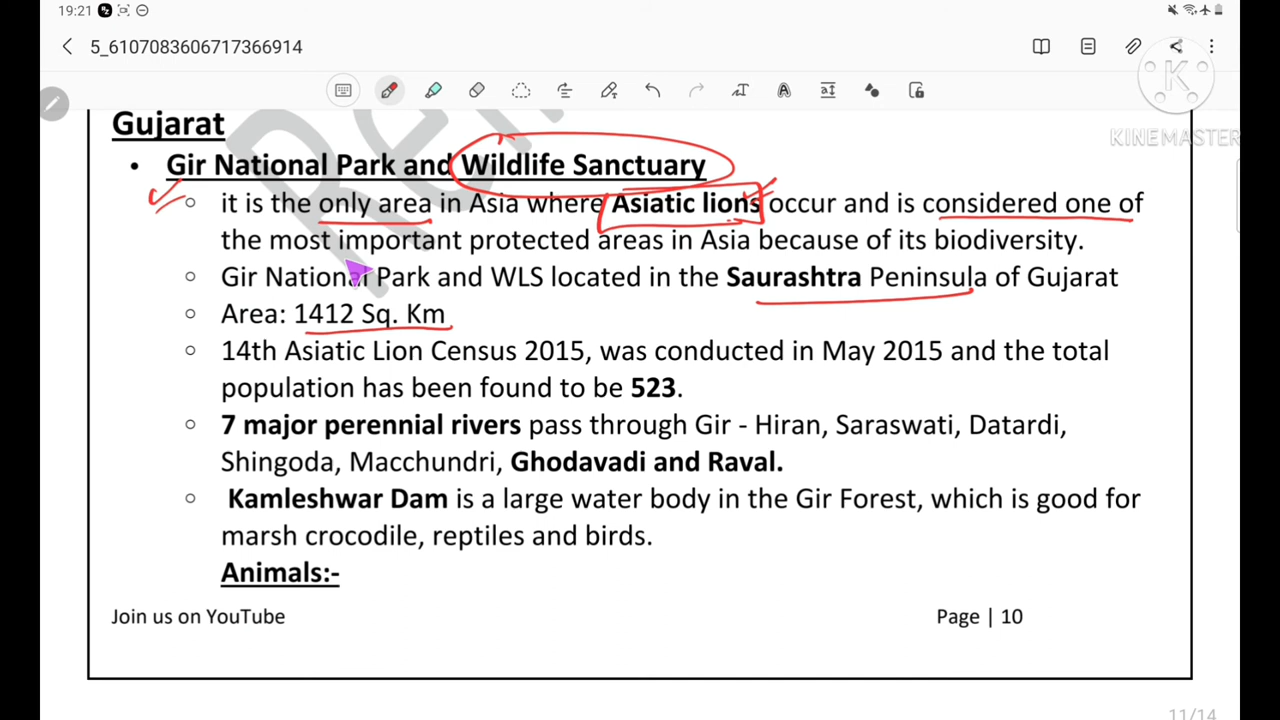 19:21
5_6107083606717366914
KINEMASTER
Gujarat
• Gir National Park and Wildlife Sanctuary
○ it is the only area in Asia where Asiatic lions occur and is considered one of
the most important protected areas in Asia because of its biodiversity.
○ Gir National Park and WLS located in the Saurashtra Peninsula of Gujarat
○ Area: 1412 Sq. Km
○ 14th Asiatic Lion Census 2015, was conducted in May 2015 and the total
population has been found to be 523.
○ 7 major perennial rivers pass through Gir - Hiran, Saraswati, Datardi,
Shingoda, Macchundri, Ghodavadi and Raval.
○ Kamleshwar Dam is a large water body in the Gir Forest, which is good for
marsh crocodile, reptiles and birds.
Animals:-
Join us on YouTube Page | 10
11/14